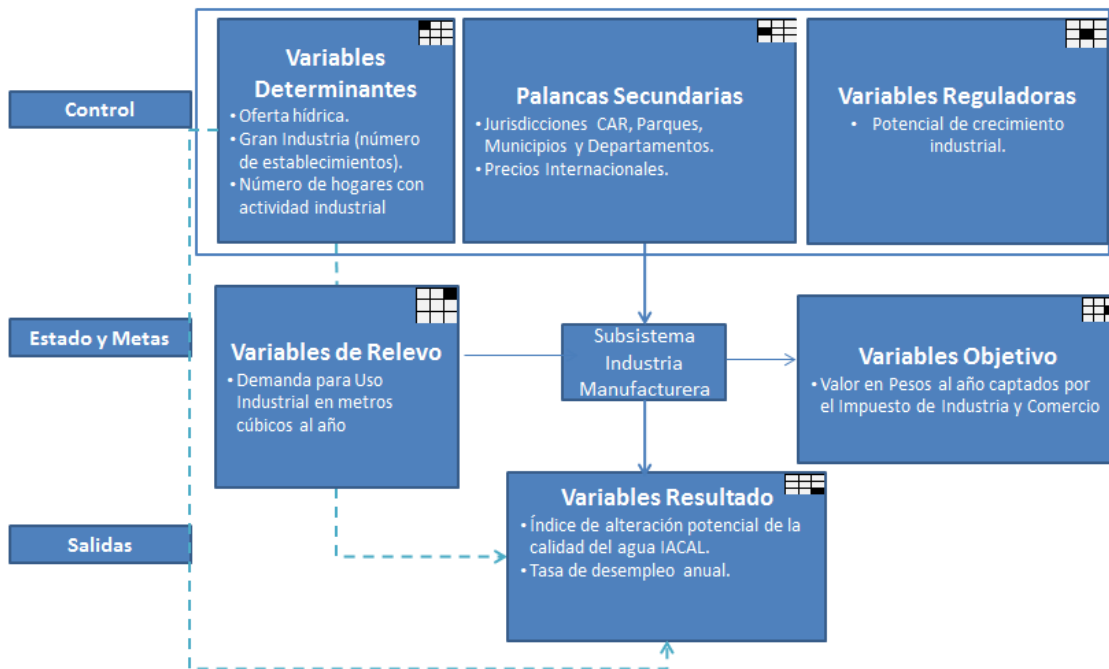 Control
Variables
Determinantes
• Oferta hídrica.
• Gran Industria (número
de establecimientos).
• Número de hogares con
actividad industrial
Palancas Secundarias
• Jurisdicciones CAR, Parques,
Municipios y Departamentos.
• Precios Internacionales.
Variables Reguladoras
• Potencial de crecimiento
industrial.
Estado y Metas
Variables de Relevo
• Demanda para Uso
Industrial en metros
cúbicos al año
Subsistema
Industria
Manufacturera
Variables Objetivo
• Valor en Pesos al año captados por
el Impuesto de Industria y Comercio
Salidas
Variables Resultado
• Índice de alteración potencial de la
calidad del agua IACAL.
• Tasa de desempleo anual.